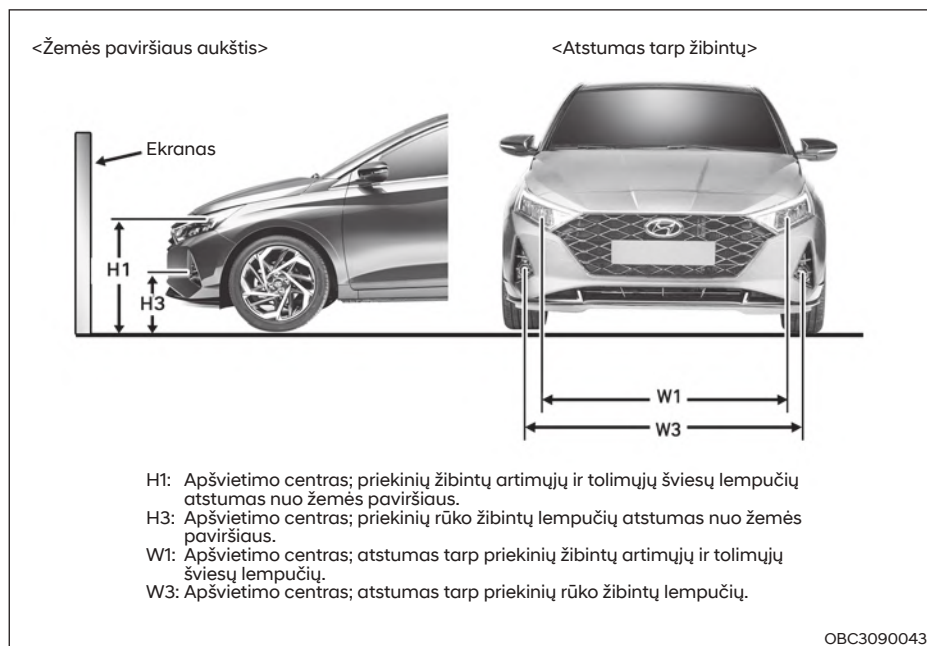 <Žemės paviršiaus aukštis>
<Atstumas tarp žibintų>
Ekranas
H1
H3
W1
W3
H1: Apšvietimo centras; priekinių žibintų artimųjų ir tolimųjų šviesų lempučių
atstumas nuo žemės paviršiaus.
H3: Apšvietimo centras; priekinių rūko žibintų lempučių atstumas nuo žemės
paviršiaus.
W1: Apšvietimo centras; atstumas tarp priekinių žibintų artimųjų ir tolimųjų
šviesų lempučių.
W3: Apšvietimo centras; atstumas tarp priekinių rūko žibintų lempučių.
OBC3090043